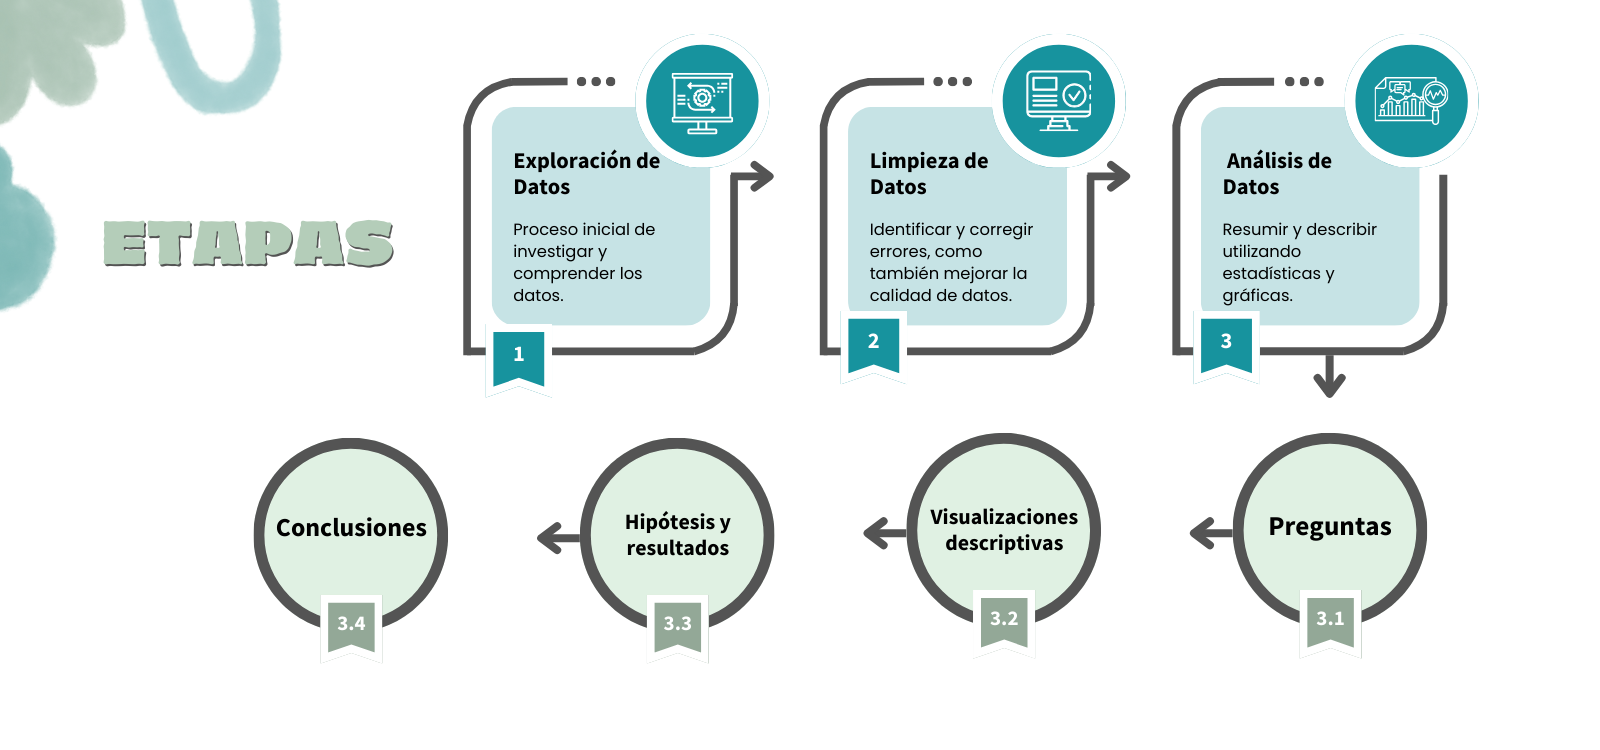 ETAPAS
Exploración de
Datos
Proceso inicial de
investigar y
comprender los
datos.
1
Limpieza de
Datos
Identificar y corregir
errores, como
también mejorar la
calidad de datos.
2
Análisis de
Datos
Resumir y describir
utilizando
estadísticas y
gráficas.
3
Preguntas
3.1
Visualizaciones
descriptivas
3.2
Hipótesis y
resultados
3.3
Conclusiones
3.4